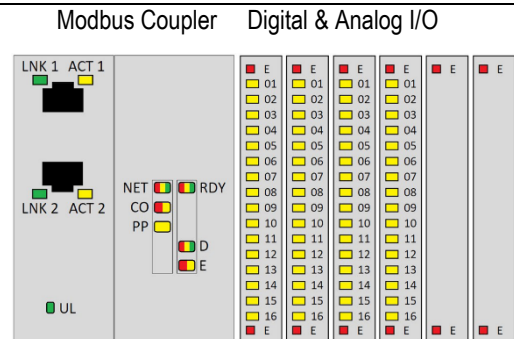 Modbus Coupler Digital & Analog I/O
LNK 1 ACT 1
LNK 2 ACT 2
UL
NET RDY
CO
PP
D
E
E E E E E E
01 01 01 01
02 02 02 02
03 03 03 03
04 04 04 04
05 05 05 05
06 06 06 06
07 07 07 07
08 08 08 08
09 09 09 09
10 10 10 10
11 11 11 11
12 12 12 12
13 13 13 13
14 14 14 14
15 15 15 15
16 16 16 16
E E E E E E